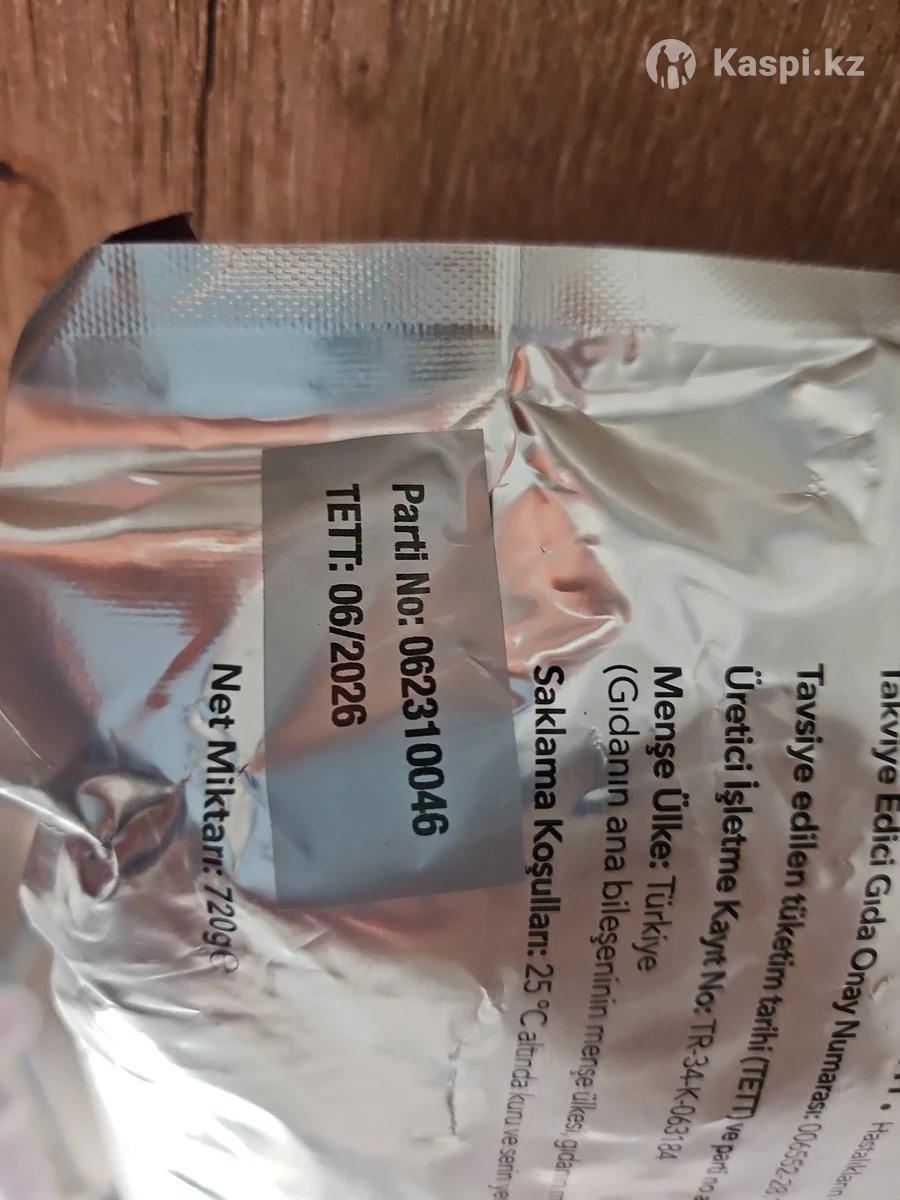 Kaspi.kz
Takviye Edici Gıda Onay Numarası:
Tavsiye edilen tüketim tarihi (TETT) ve parti no
Üretici İşletme Kayıt No: TR-34-K-063184
Menşe Ülke: Türkiye
(Gıdanın ana bileşeninin menşe ülkesi, gıdanın
Saklama Koşulları: 25 °C altında kuru ve serin
Parti No: 062310046
TETT: 06/2026
Net Miktarı: 720g℮